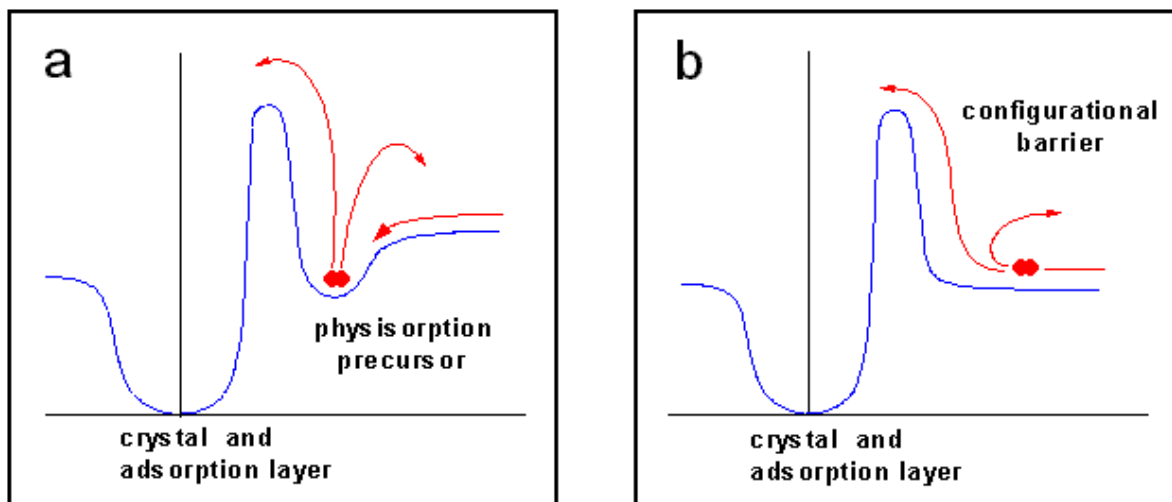 a
physisorption
precursor
crystal and
adsorption layer
b
configurational
barrier
crystal and
adsorption layer